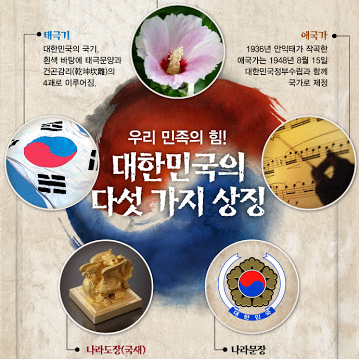 태극기
대한민국의 국기,
흰색 바탕에 태극문양과
건곤감리(乾坤坎離)의
4괘로 이루어짐.
애국가
1936년 안익태가 작곡한
애국가는 1948년 8월 15일
대한민국정부수립과 함께
국가로 제정
우리 민족의 힘!
대한민국의
다섯 가지 상징
대한민국
나라도장(국새)
나라문장